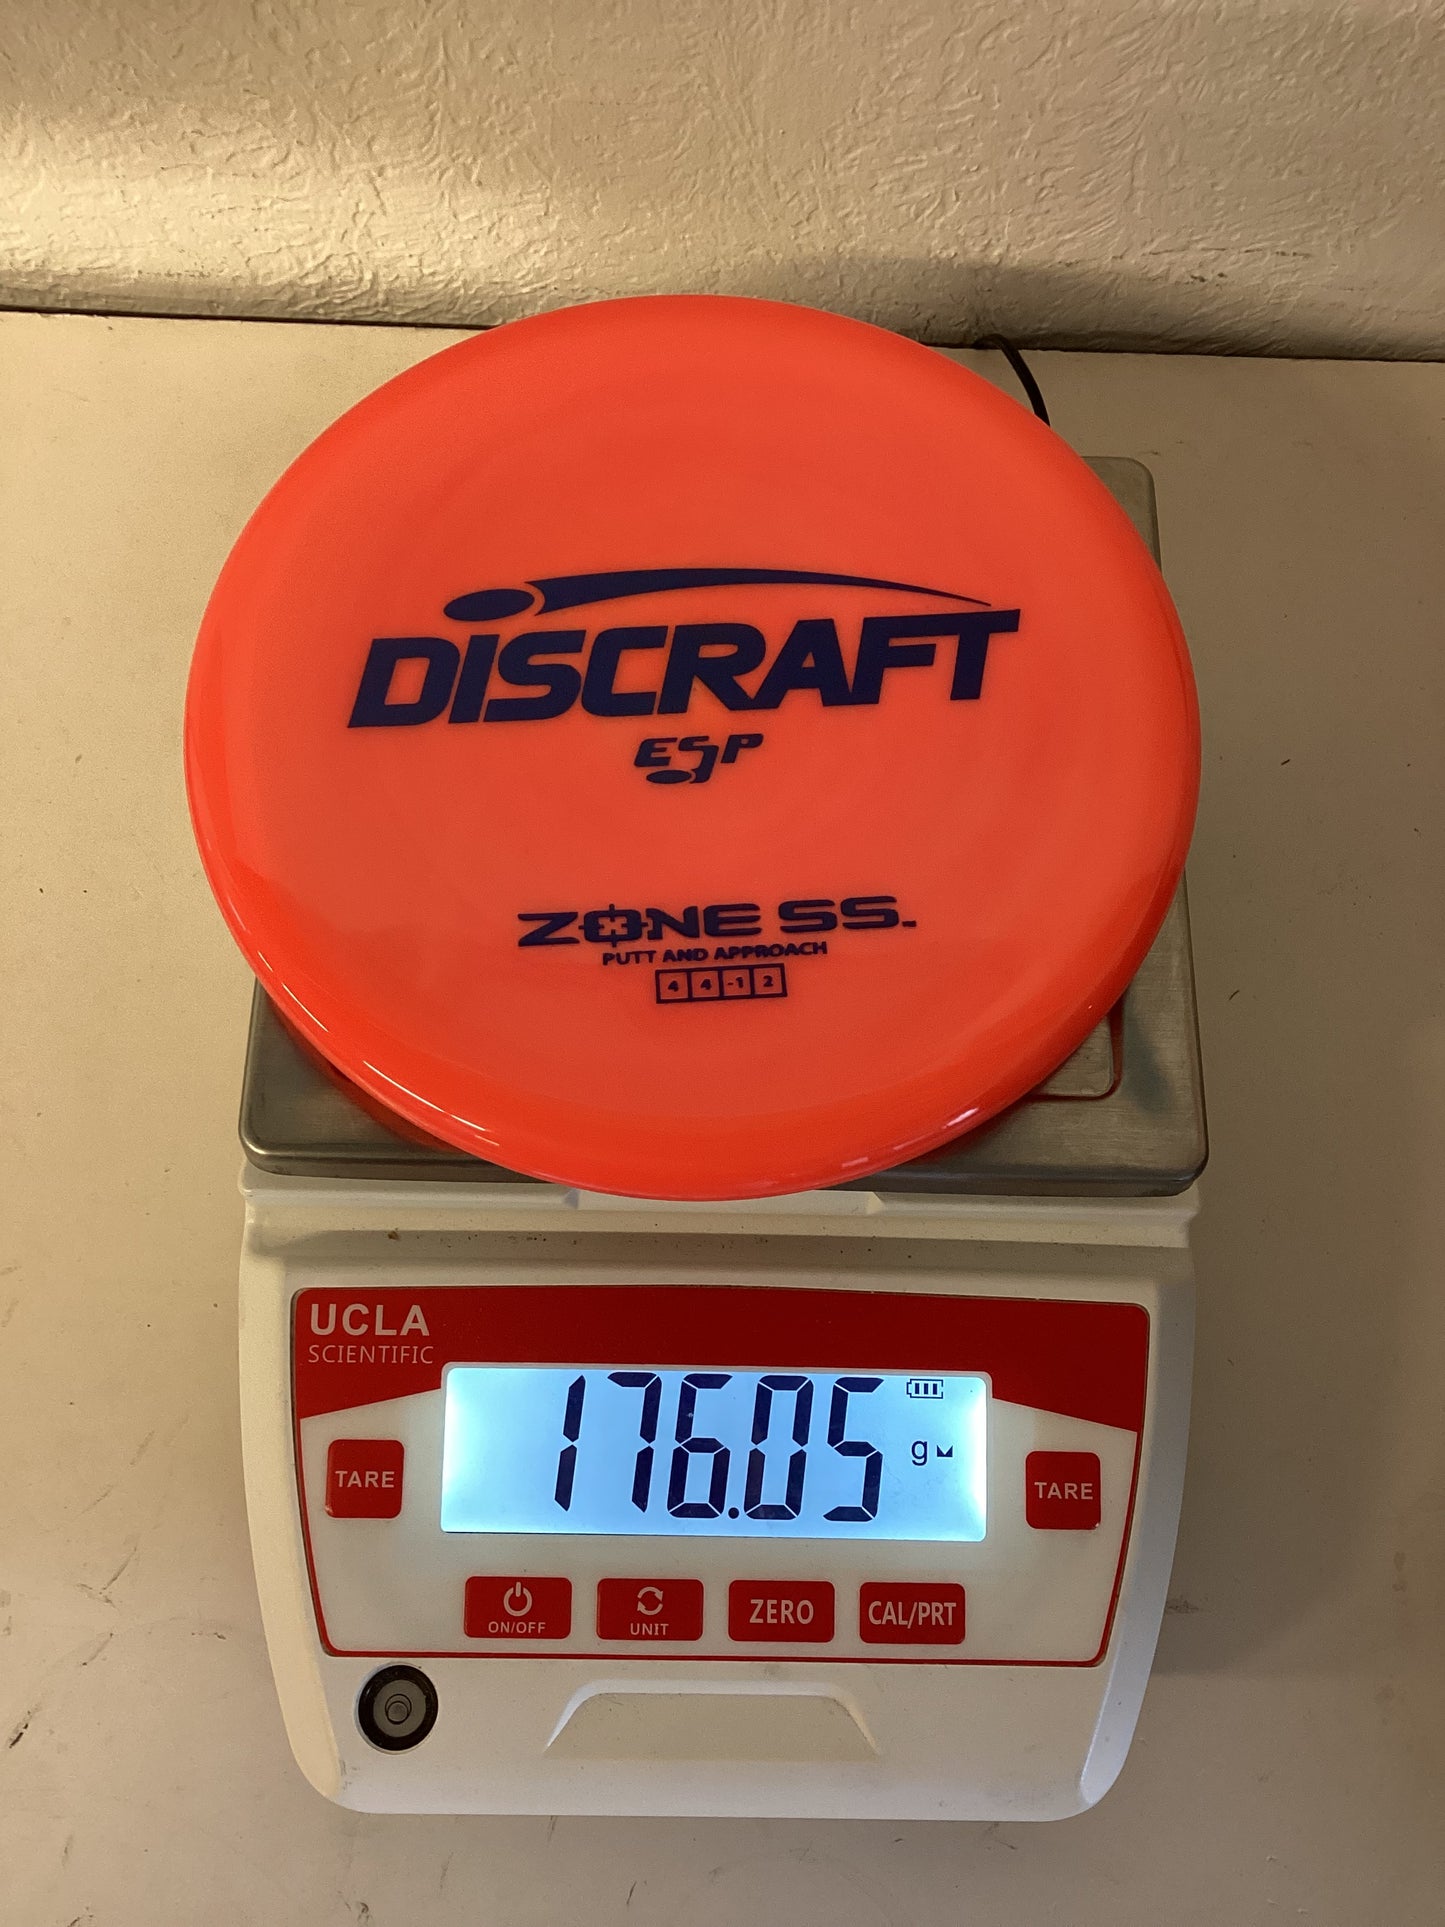 DISCRAFT
ESP
ZONE SS™
PUTT AND APPROACH
4 4 -1 2
UCLA
SCIENTIFIC
176.05 g
TARE
TARE
ON/OFF
UNIT
ZERO
CAL/PRT